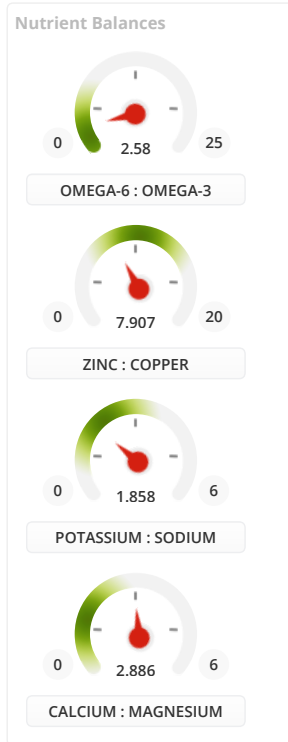 Nutrient Balances
0 2.58 25
OMEGA-6 : OMEGA-3
0 7.907 20
ZINC : COPPER
0 1.858 6
POTASSIUM : SODIUM
0 2.886 6
CALCIUM : MAGNESIUM